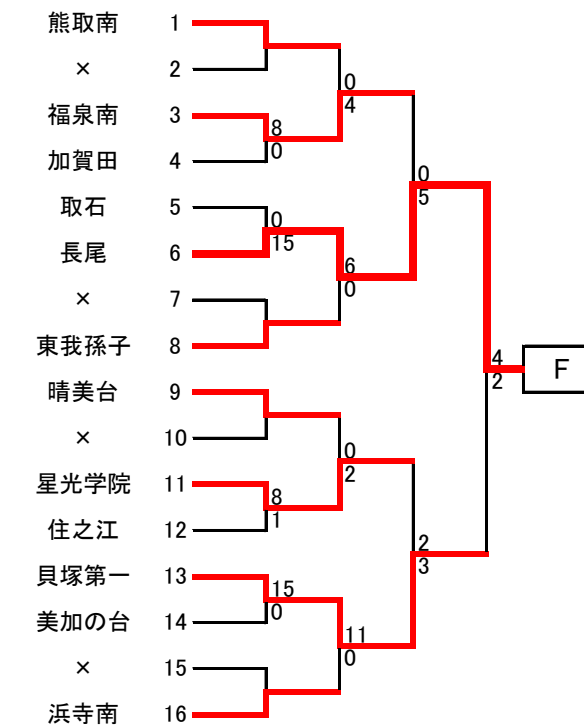 熊取南 1
× 2
福泉南 3
加賀田 4
取石 5
長尾 6
× 7
東我孫子 8
晴美台 9
× 10
星光学院 11
住之江 12
貝塚第一 13
美加の台 14
× 15
浜寺南 16
8
0
0
15
8
1
15
0
0
4
6
0
0
2
11
0
0
5
2
3
4
2
F